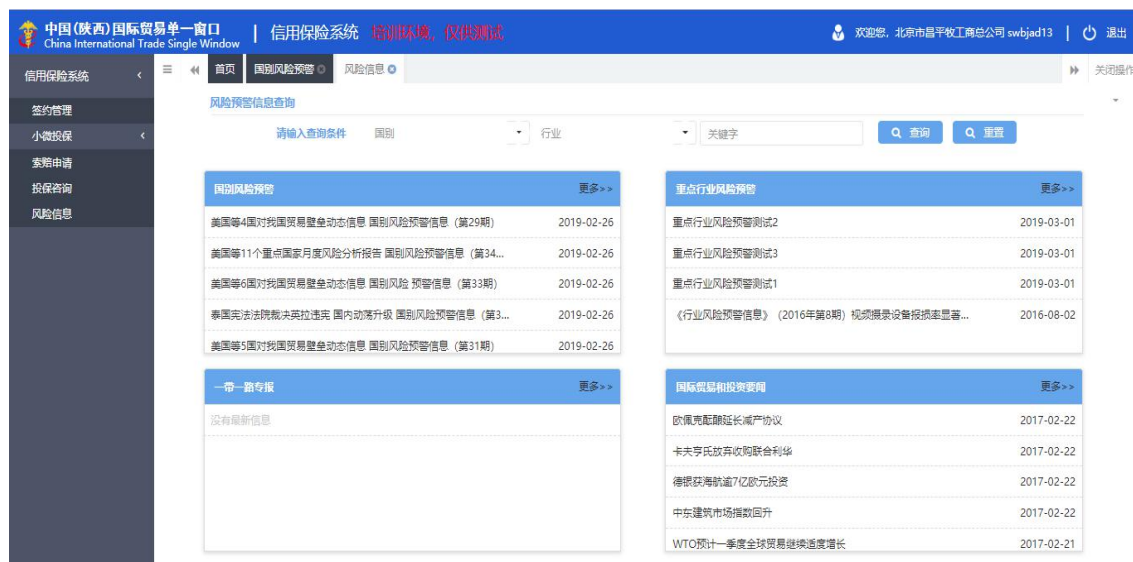 中国(陕西)国际贸易单一窗口
China International Trade Single Window
信用保险系统 培训环境，仅供测试
欢迎您，北京市昌平牧工商总公司 swbjad13
退出
信用保险系统
首页 国别风险预警 风险信息
关闭操作
签约管理
小微投保
索赔申请
投保咨询
风险信息
风险预警信息查询
请输入查询条件 国别 行业 关键字 查询 重置
国别风险预警 更多>>
美国等4国对我国贸易壁垒动态信息 国别风险预警信息（第29期） 2019-02-26
美国等11个重点国家月度风险分析报告 国别风险预警信息（第34... 2019-02-26
美国等6国对我国贸易壁垒动态信息 国别风险 预警信息（第33期） 2019-02-26
泰国宪法法院裁决英拉违宪 国内动荡升级 国别风险预警信息（第3... 2019-02-26
美国等5国对我国贸易壁垒动态信息 国别风险预警信息（第31期） 2019-02-26
重点行业风险预警 更多>>
重点行业风险预警测试2 2019-03-01
重点行业风险预警测试3 2019-03-01
重点行业风险预警测试1 2019-03-01
《行业风险预警信息》（2016年第8期）视频摄录设备报损率显著... 2016-08-02
一带一路专报 更多>>
没有最新信息
国际贸易和投资要闻 更多>>
欧佩克酝酿延长减产协议 2017-02-22
卡夫亨氏放弃收购联合利华 2017-02-22
德银获海航逾7亿欧元投资 2017-02-22
中东建筑市场指数回升 2017-02-22
WTO预计一季度全球贸易继续适度增长 2017-02-21